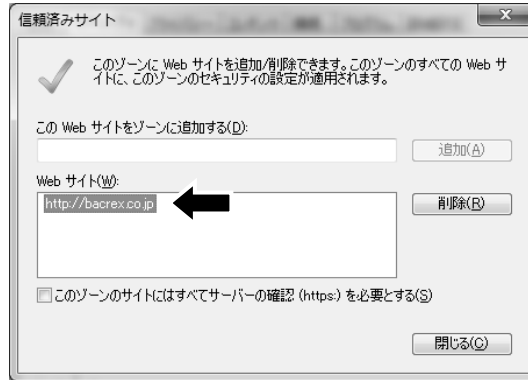 信頼済みサイト
このゾーンに Web サイトを追加/削除できます。このゾーンのすべての Web サ
イトに、このゾーンのセキュリティの設定が適用されます。
この Web サイトをゾーンに追加する(D):
追加(A)
Web サイト(W):
http://bacrex.co.jp
削除(R)
このゾーンのサイトにはすべてサーバーの確認 (https:) を必要とする(S)
閉じる(C)